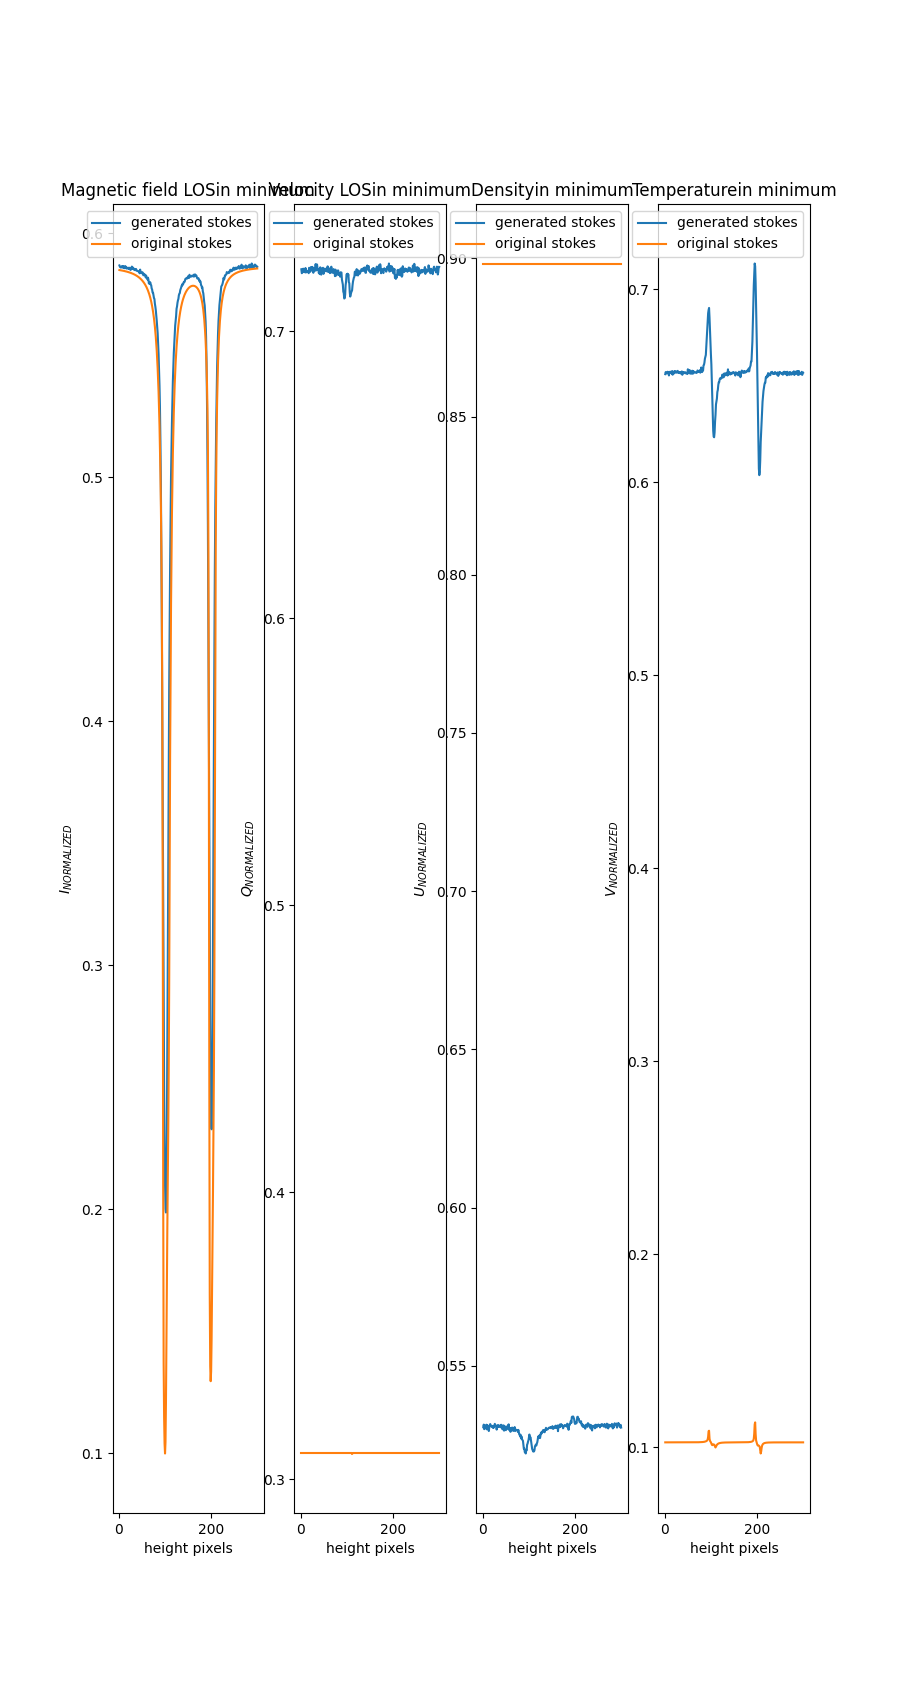 Magnetic field LOSin minimum
Velocity LOSin minimum
Densityin minimum
Temperaturein minimum
generated stokes
original stokes
generated stokes
original stokes
generated stokes
original stokes
generated stokes
original stokes
0.6
0.5
0.4
0.3
0.2
0.1
I_NORMALIZED
0 200
height pixels
0.7
0.6
0.5
0.4
0.3
Q_NORMALIZED
0 200
height pixels
0.90
0.85
0.80
0.75
0.70
0.65
0.60
0.55
U_NORMALIZED
0 200
height pixels
0.7
0.6
0.5
0.4
0.3
0.2
0.1
V_NORMALIZED
0 200
height pixels